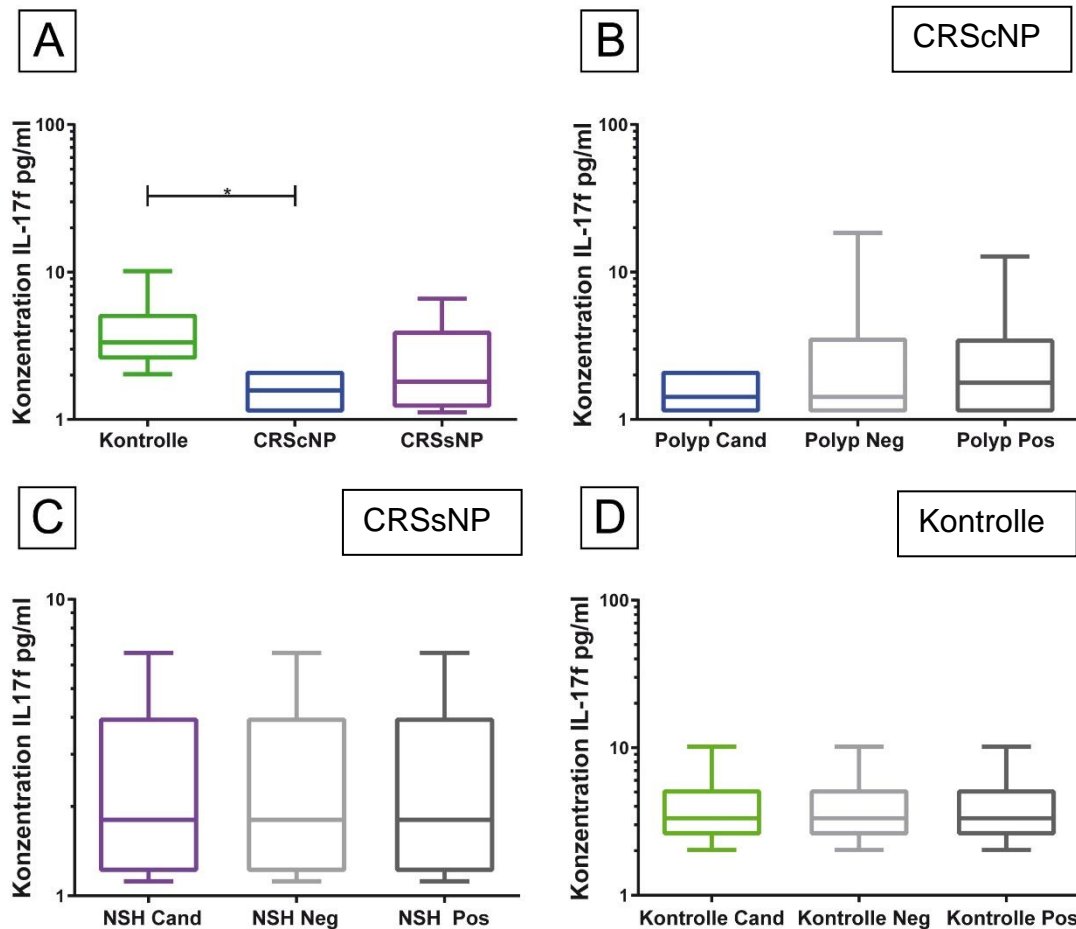 A
Konzentration IL-17f pg/ml
100
10
1
*
Kontrolle CRScNP CRSsNP
B
CRScNP
Konzentration IL-17f pg/ml
100
10
1
Polyp Cand Polyp Neg Polyp Pos
C
CRSsNP
Konzentration IL17f pg/ml
10
1
NSH Cand NSH Neg NSH Pos
D
Kontrolle
Konzentration IL-17f pg/ml
100
10
1
Kontrolle Cand Kontrolle Neg Kontrolle Pos